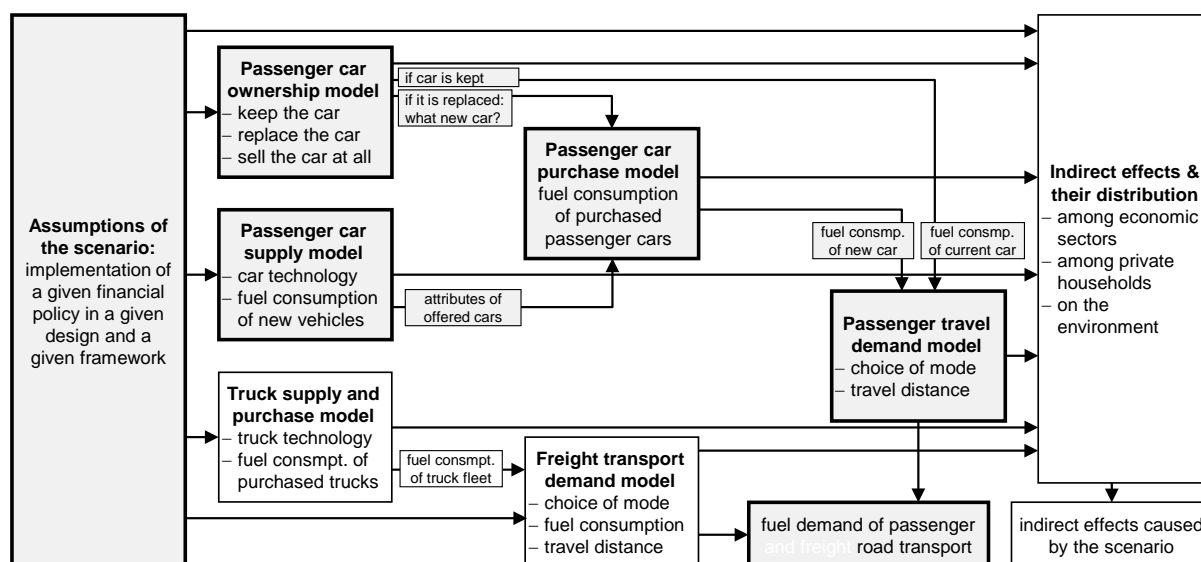 Assumptions of
the scenario:
implementation of
a given financial
policy in a given
design and a
given framework
Passenger car
ownership model
– keep the car
– replace the car
– sell the car at all
if car is kept
if it is replaced:
what new car?
Passenger car
purchase model
fuel consumption
of purchased
passenger cars
Passenger car
supply model
– car technology
– fuel consumption
of new vehicles
attributes of
offered cars
fuel consmp.
of new car
fuel consmp.
of current car
Passenger travel
demand model
– choice of mode
– travel distance
Truck supply and
purchase model
– truck technology
– fuel consmpt. of
purchased trucks
fuel consmpt.
of truck fleet
Freight transport
demand model
– choice of mode
– fuel consumption
– travel distance
fuel demand of passenger
and freight road transport
Indirect effects &
their distribution
– among economic
sectors
– among private
households
– on the
environment
indirect effects caused
by the scenario